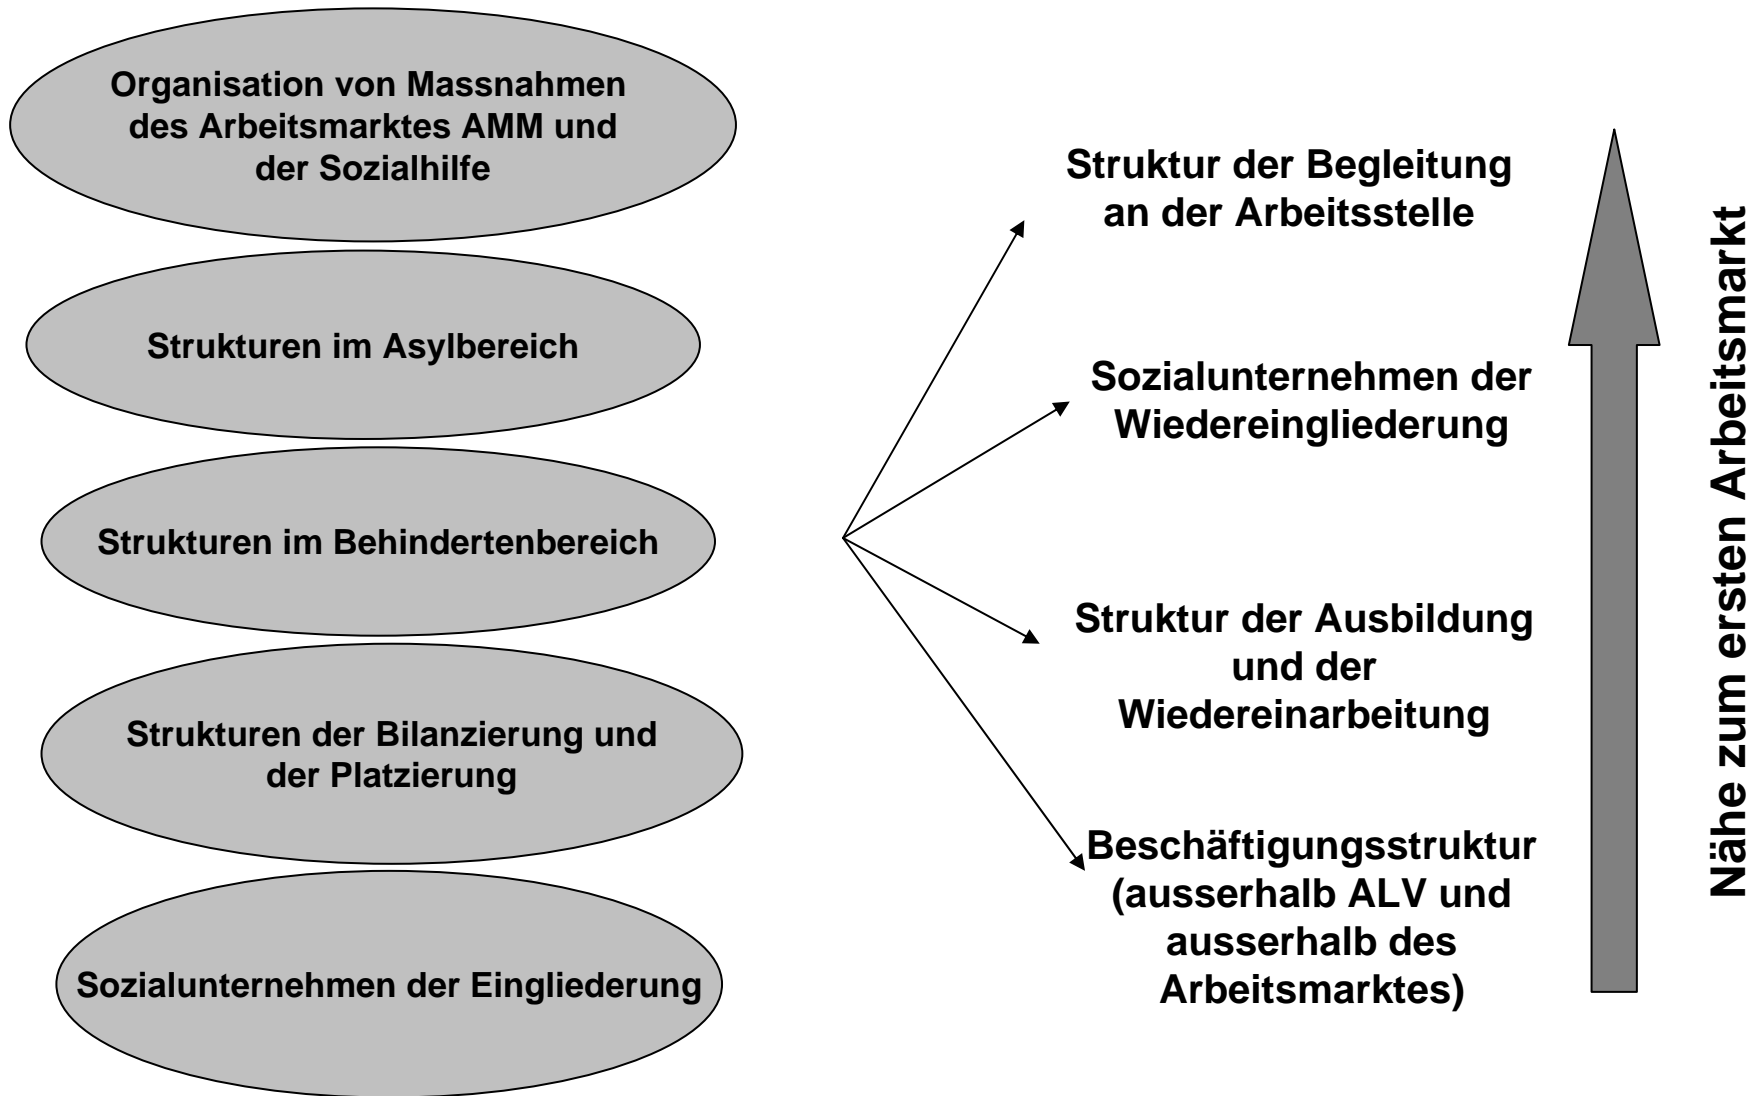 Organisation von Massnahmen
des Arbeitsmarktes AMM und
der Sozialhilfe
Strukturen im Asylbereich
Strukturen im Behindertenbereich
Strukturen der Bilanzierung und
der Platzierung
Sozialunternehmen der Eingliederung
Struktur der Begleitung
an der Arbeitsstelle
Sozialunternehmen der
Wiedereingliederung
Struktur der Ausbildung
und der
Wiedereinarbeitung
Beschäftigungsstruktur
(ausserhalb ALV und
ausserhalb des
Arbeitsmarktes)
Nähe zum ersten Arbeitsmarkt